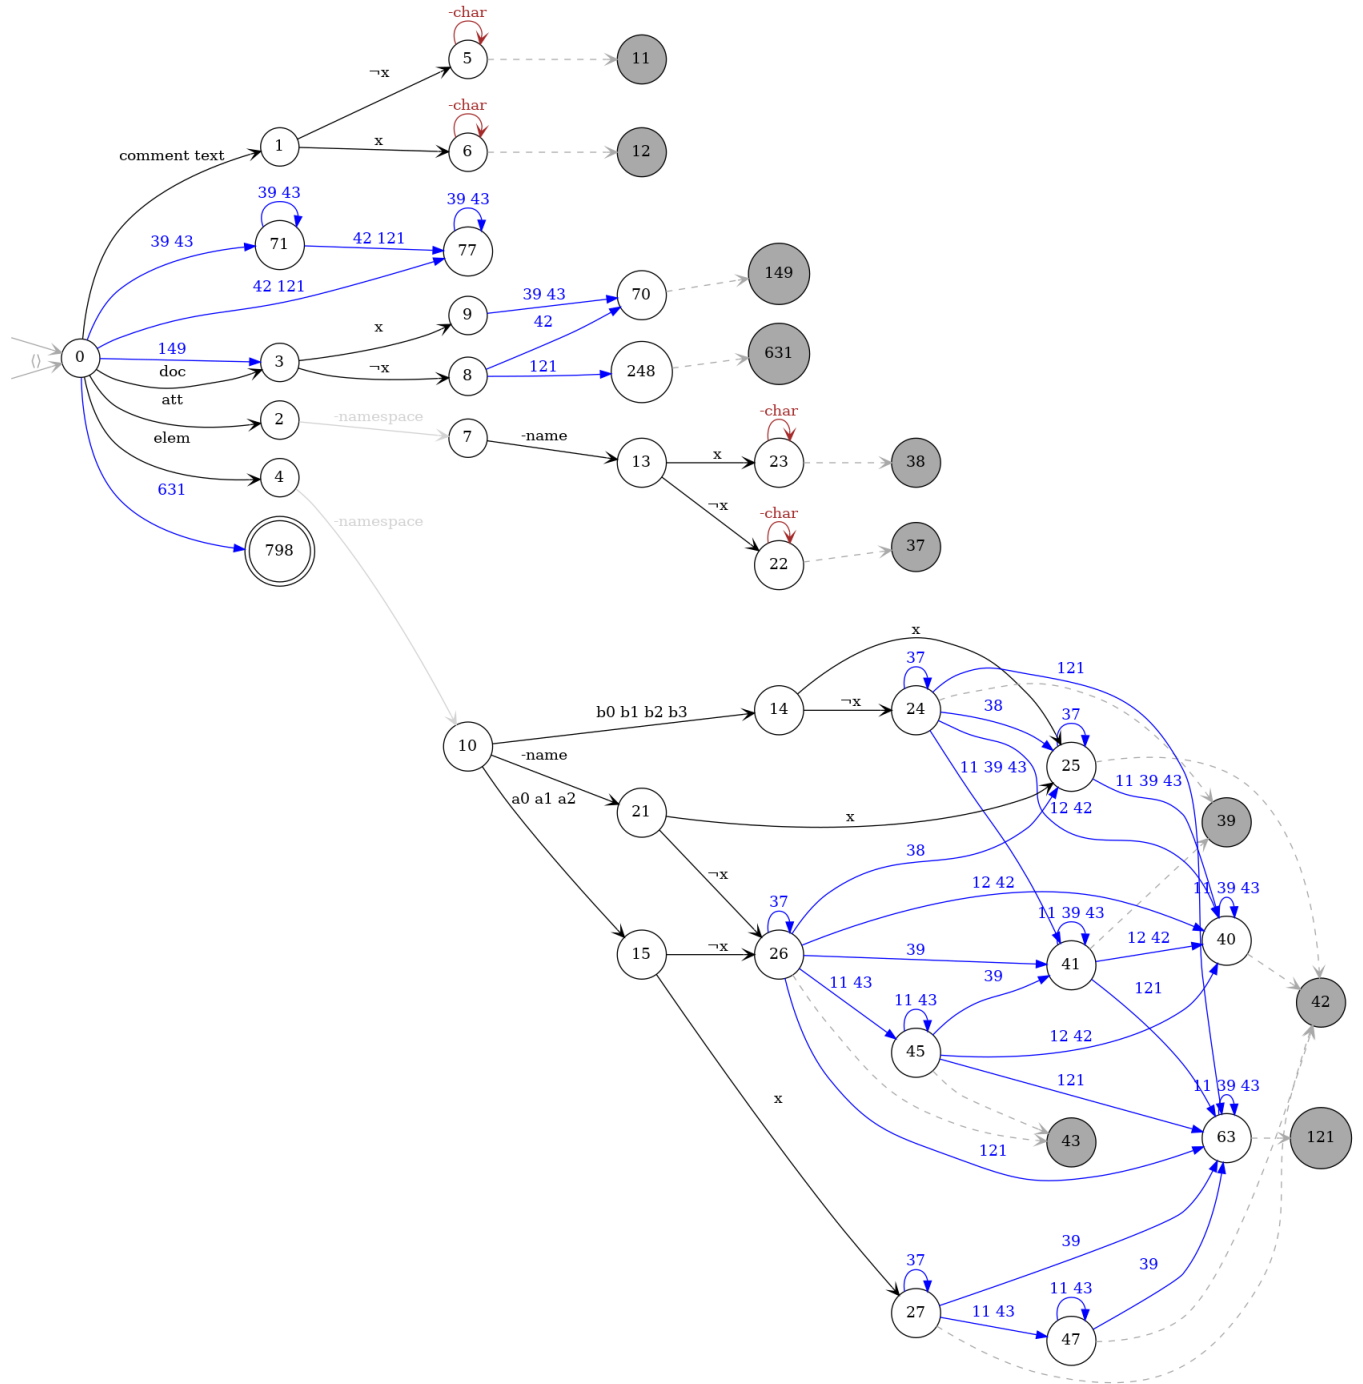 -char
5
11
¬x
-char
6
12
comment text
1
x
39 43
71
42 121
39 43
77
39 43
42 121
149
39 43
70
9
x
42
631
0
⟨⟩
149
doc
3
¬x
8
121
248
att
2
-namespace
7
-name
-char
elem
4
13
x
23
38
631
-namespace
¬x
-char
798
22
37
x
37
121
b0 b1 b2 b3
14
¬x
24
38
37
10
-name
11 39 43
25
11 39 43
a0 a1 a2
21
x
12 42
39
38
¬x
37
12 42
11 39 43
11 39 43
15
¬x
26
39
41
12 42
40
11 43
39
121
42
11 43
45
12 42
121
11 39 43
x
43
63
121
121
37
39
39
11 43
27
11 43
47